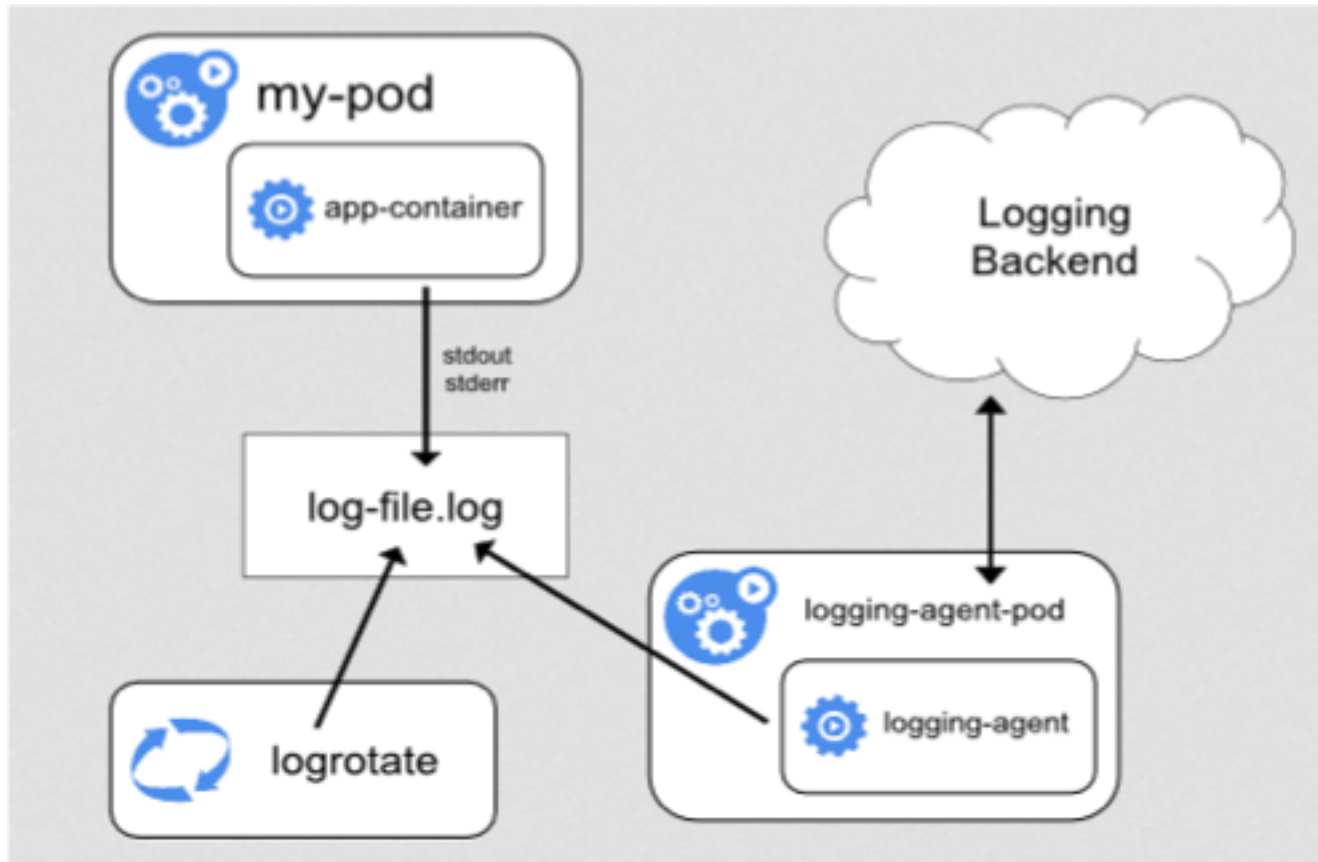 my-pod
app-container
stdout
stderr
log-file.log
logrotate
Logging
Backend
logging-agent-pod
logging-agent